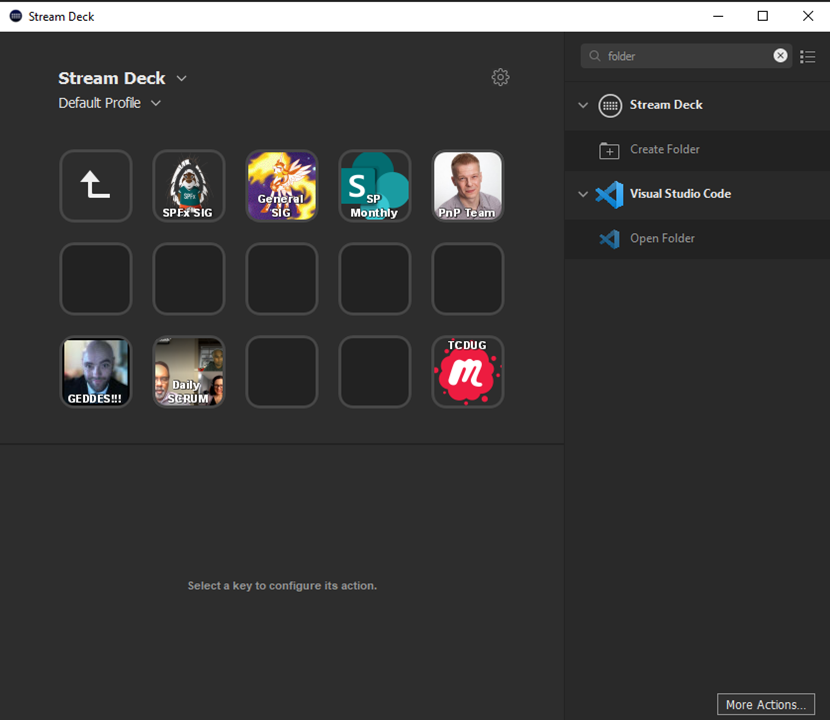 Stream Deck
Stream Deck
Default Profile
SPFx
SPFx SIG
General
SIG
S
SP
Monthly
PnP Team
GEDDES!!!
Daily
SCRUM
TCDUG
m
Select a key to configure its action.
folder
Stream Deck
Create Folder
Visual Studio Code
Open Folder
More Actions...